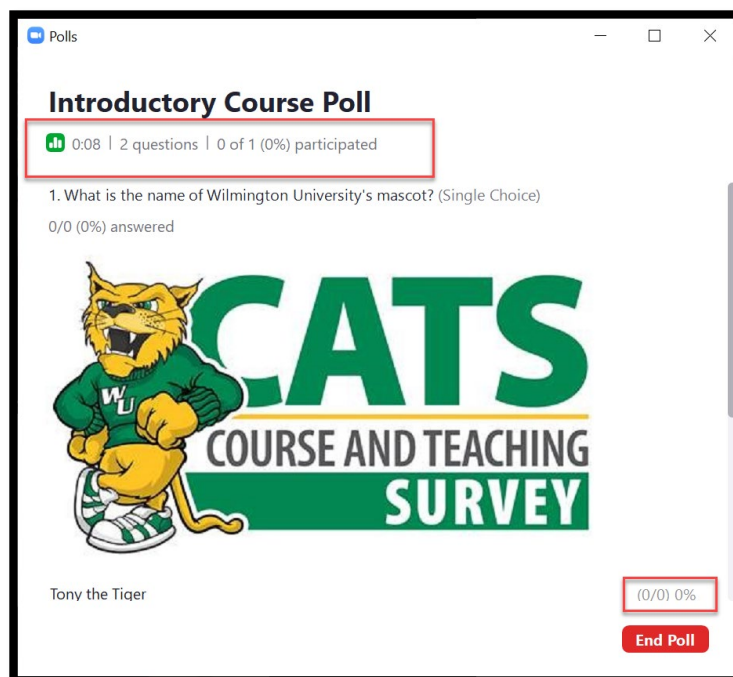 Polls
Introductory Course Poll
0:08 | 2 questions | 0 of 1 (0%) participated
1. What is the name of Wilmington University's mascot? (Single Choice)
0/0 (0%) answered
WU
CATS
COURSE AND TEACHING
SURVEY
Tony the Tiger
(0/0) 0%
End Poll